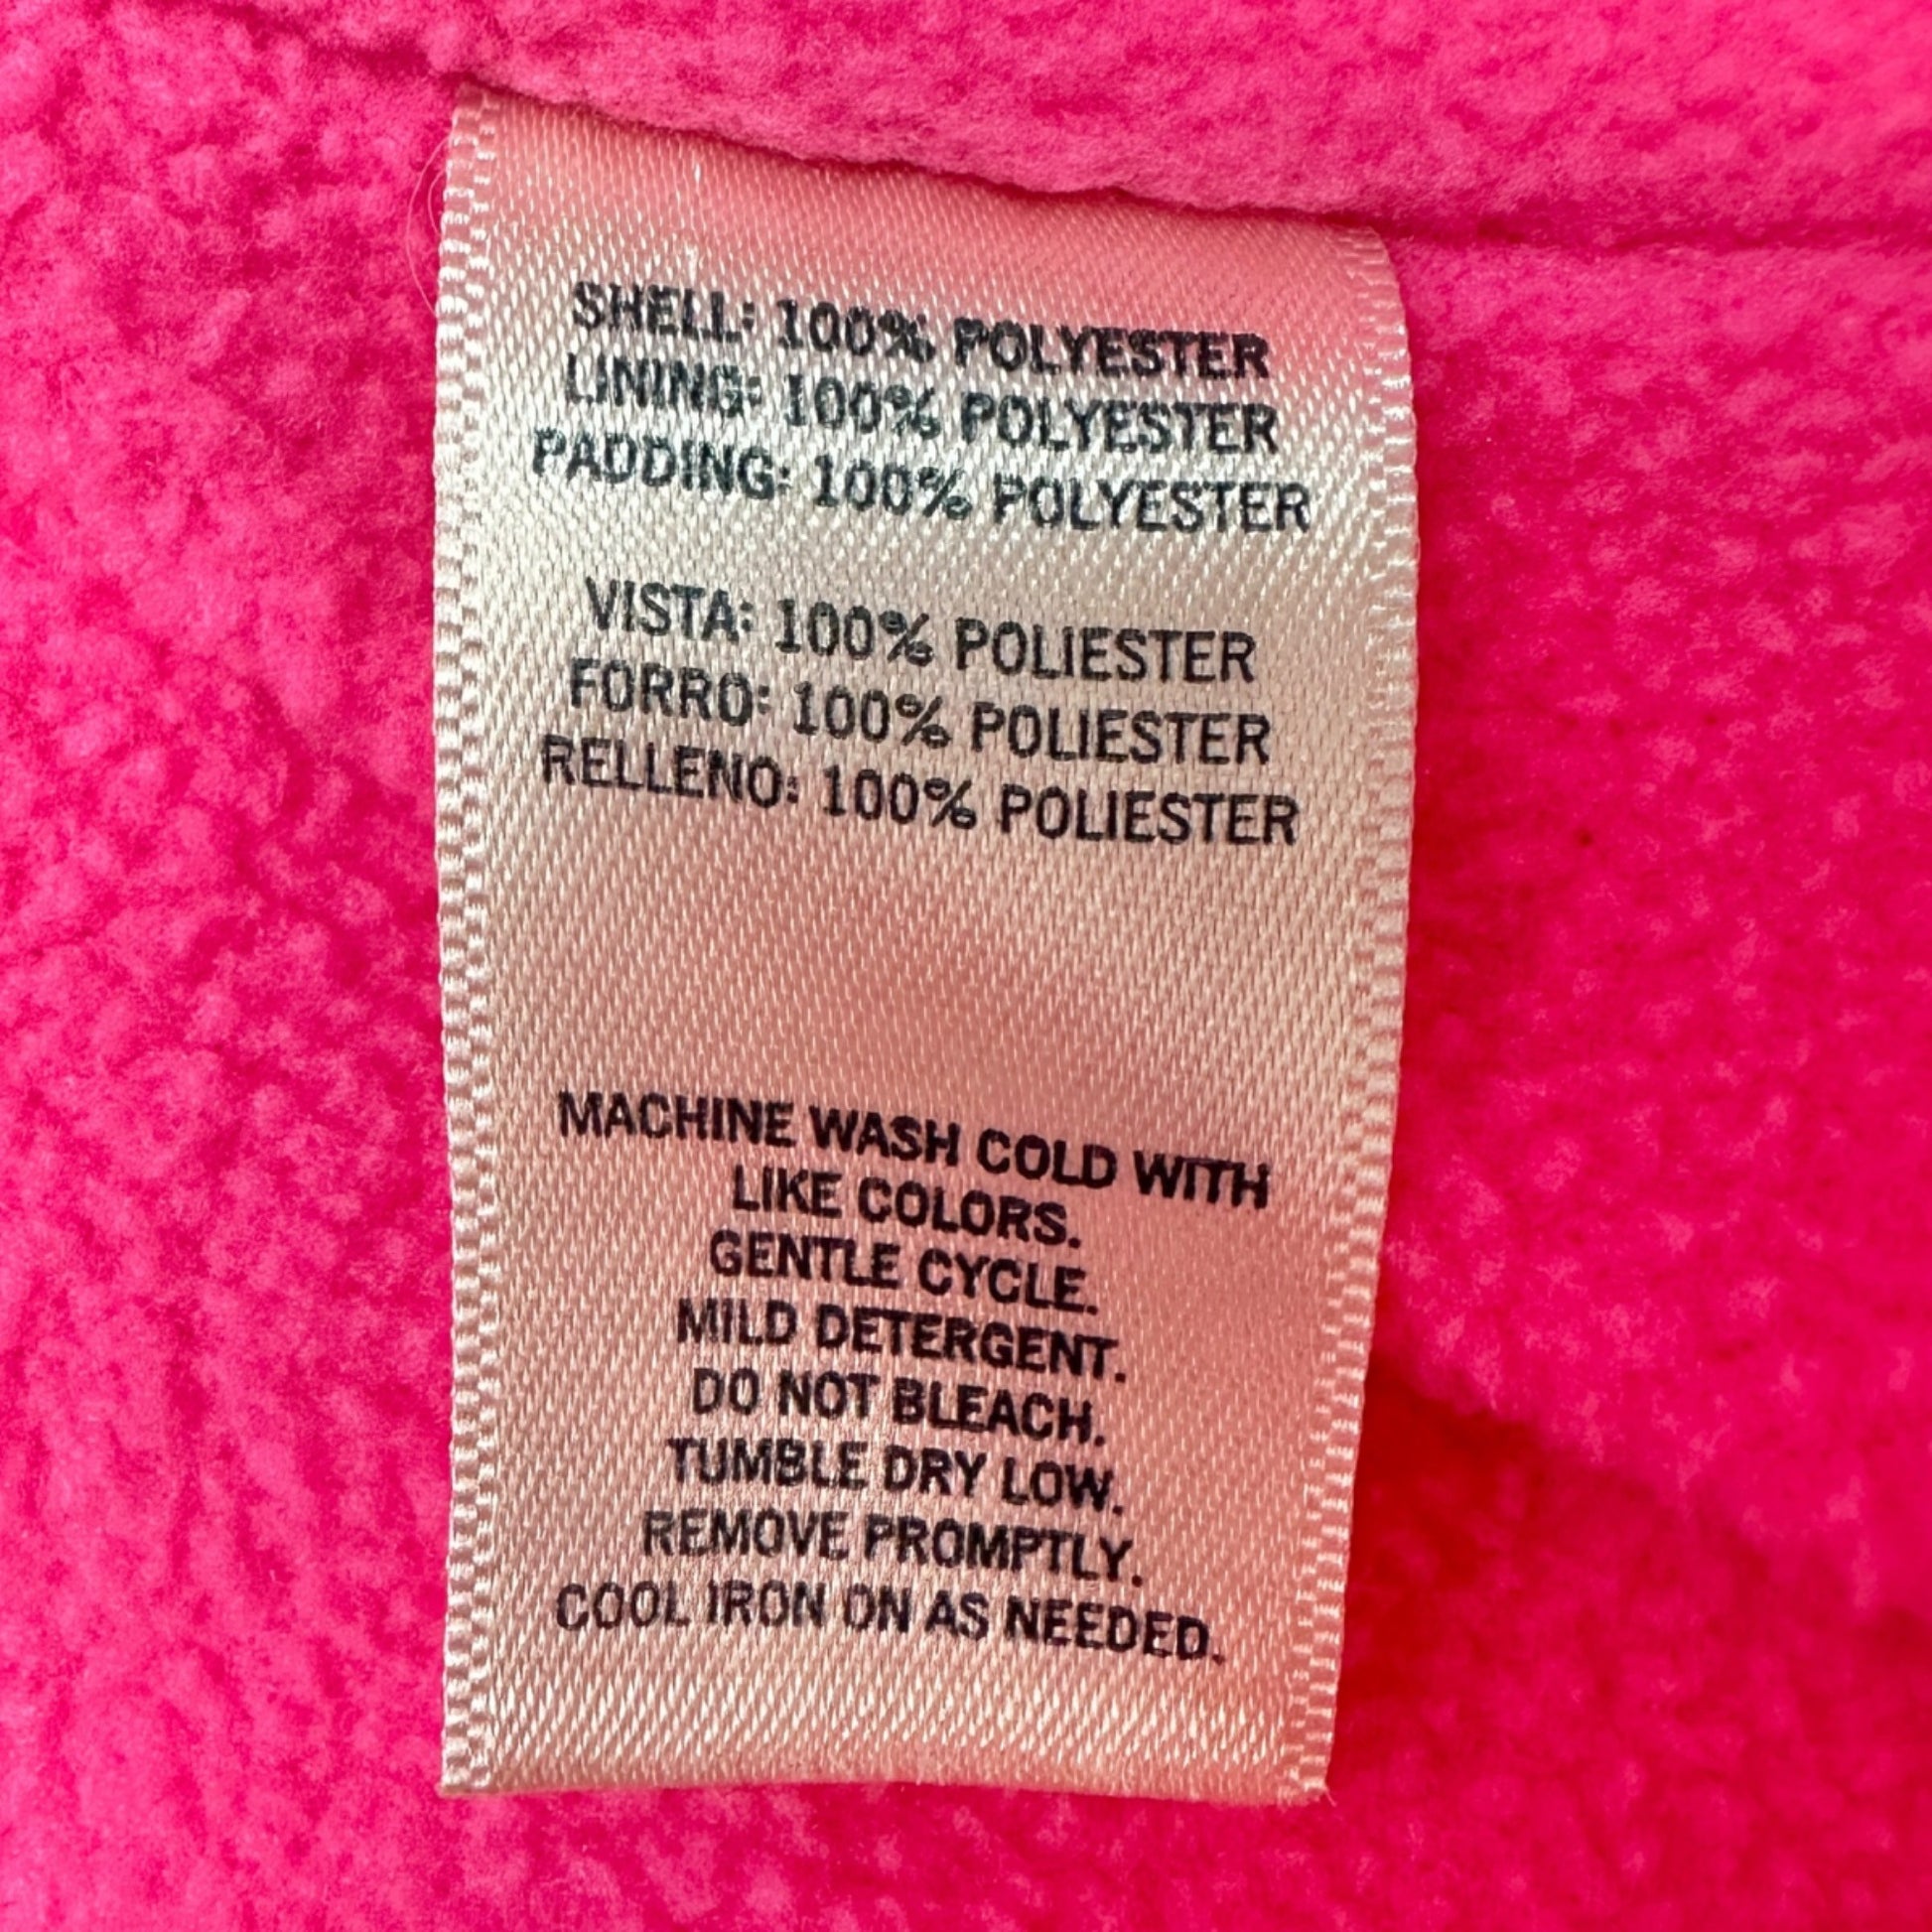 SHELL: 100% POLYESTER
LINING: 100% POLYESTER
PADDING: 100% POLYESTER
VISTA: 100% POLIESTER
FORRO: 100% POLIESTER
RELLENO: 100% POLIESTER
MACHINE WASH COLD WITH
LIKE COLORS.
GENTLE CYCLE.
MILD DETERGENT.
DO NOT BLEACH.
TUMBLE DRY LOW.
REMOVE PROMPTLY.
COOL IRON ON AS NEEDED.